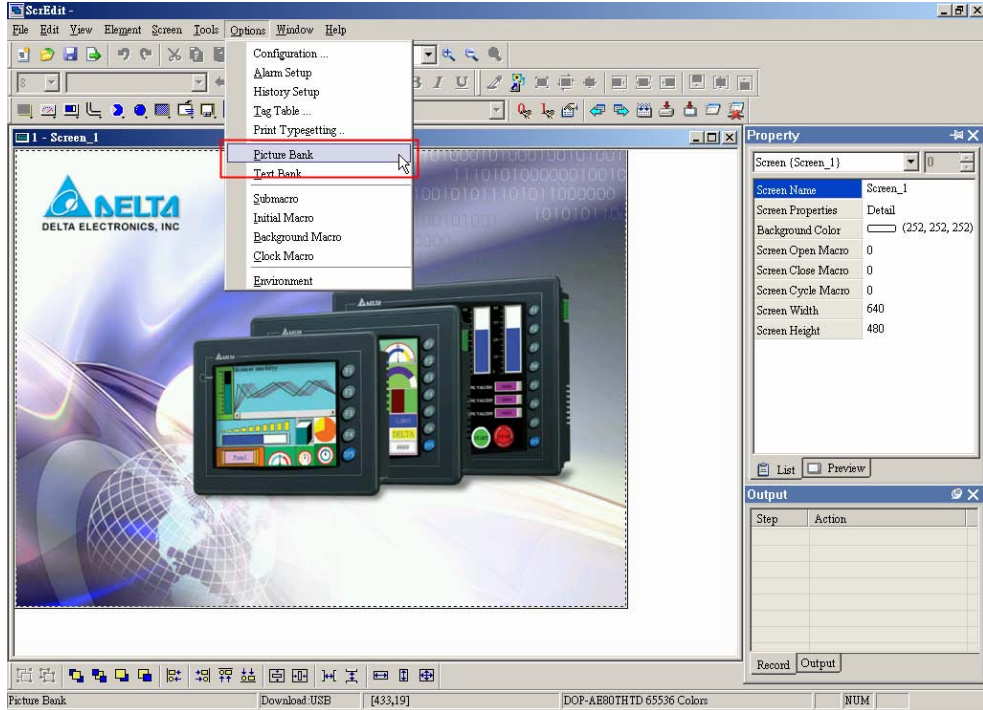 ScrEdit -
File Edit View Element Screen Tools Options Window Help
Configuration ...
Alarm Setup
History Setup
Tag Table ...
Print Typesetting ..
Picture Bank
Text Bank
Submacro
Initial Macro
Background Macro
Clock Macro
Environment
8
B I U
1 - Screen_1
DELTA
DELTA ELECTRONICS, INC
Property
Screen {Screen_1} 0
Screen Name Screen_1
Screen Properties Detail
Background Color (252, 252, 252)
Screen Open Macro 0
Screen Close Macro 0
Screen Cycle Macro 0
Screen Width 640
Screen Height 480
List Preview
Output
Step Action
Record Output
Picture Bank Download:USB [433,19] DOP-AE80THTD 65536 Colors NUM